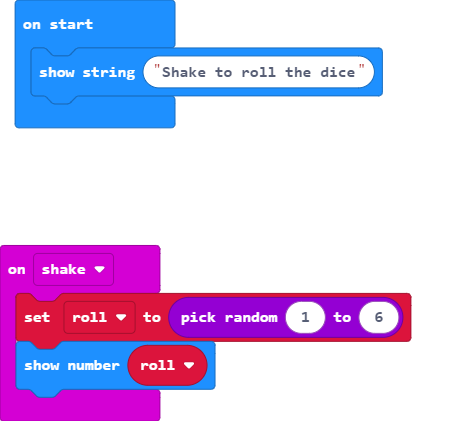 on start
show string "Shake to roll the dice"
on shake
set roll to pick random 1 to 6
show number roll